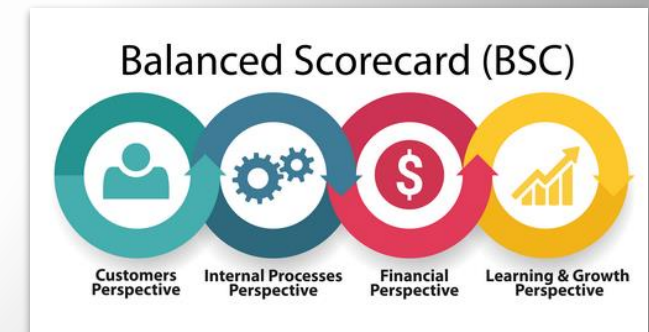 Balanced Scorecard (BSC)
$
Customers
Perspective
Internal Processes
Perspective
Financial
Perspective
Learning & Growth
Perspective